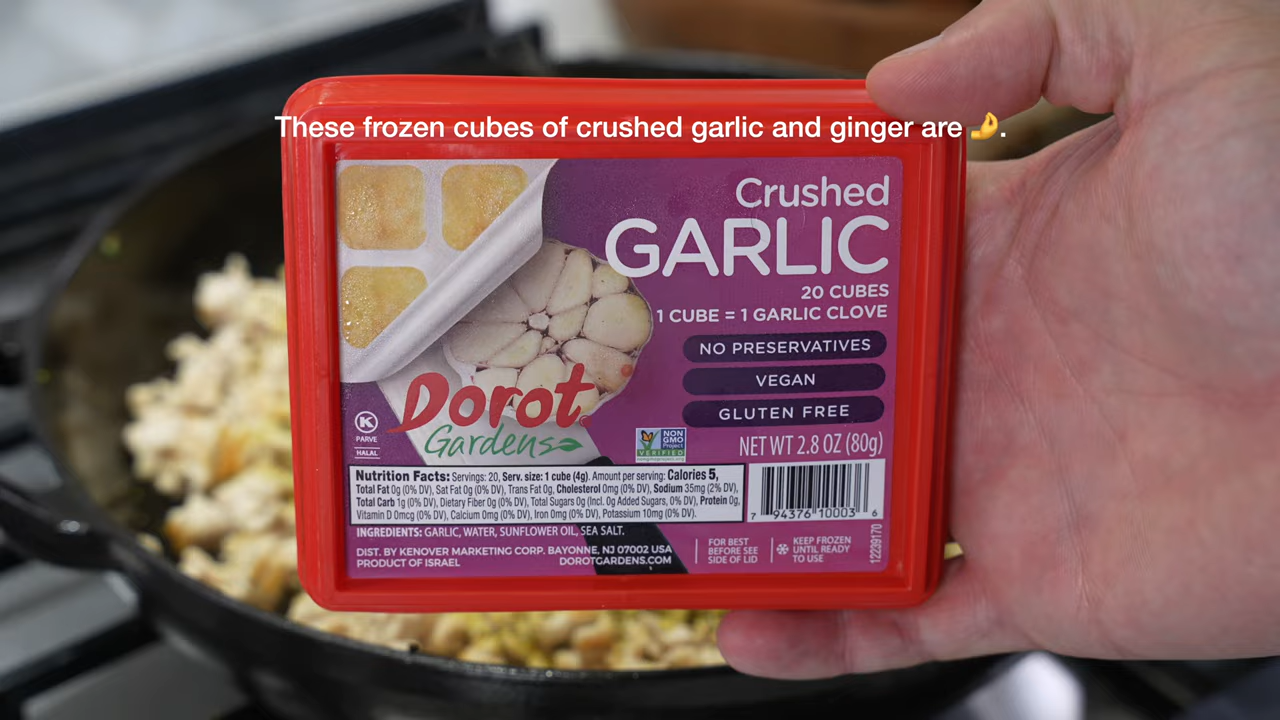 These frozen cubes of crushed garlic and ginger are 🤌.
Crushed
GARLIC
20 CUBES
1 CUBE = 1 GARLIC CLOVE
NO PRESERVATIVES
VEGAN
GLUTEN FREE
Dorot
Gardens
K
PARVE
HALAL
NON
GMO
Project
VERIFIED
NET WT 2.8 OZ (80g)
Nutrition Facts: Servings: 20, Serv. size: 1 cube (4g). Amount per serving: Calories 5,
Total Fat 0g (0% DV), Sat Fat 0g (0% DV), Trans Fat 0g, Cholesterol 0mg (0% DV), Sodium 35mg (2% DV),
Total Carb 1g (0% DV), Dietary Fiber 0g (0% DV), Total Sugars 0g (Incl. 0g Added Sugars, 0% DV), Protein 0g,
Vitamin D 0mcg (0% DV), Calcium 0mg (0% DV), Iron 0mg (0% DV), Potassium 10mg (0% DV).
7 94376 10003 6
INGREDIENTS: GARLIC, WATER, SUNFLOWER OIL, SEA SALT.
DIST. BY KENOVER MARKETING CORP. BAYONNE, NJ 07002 USA
PRODUCT OF ISRAEL DOROTGARDENS.COM
FOR BEST
BEFORE SEE
SIDE OF LID
KEEP FROZEN
UNTIL READY
TO USE
12239170